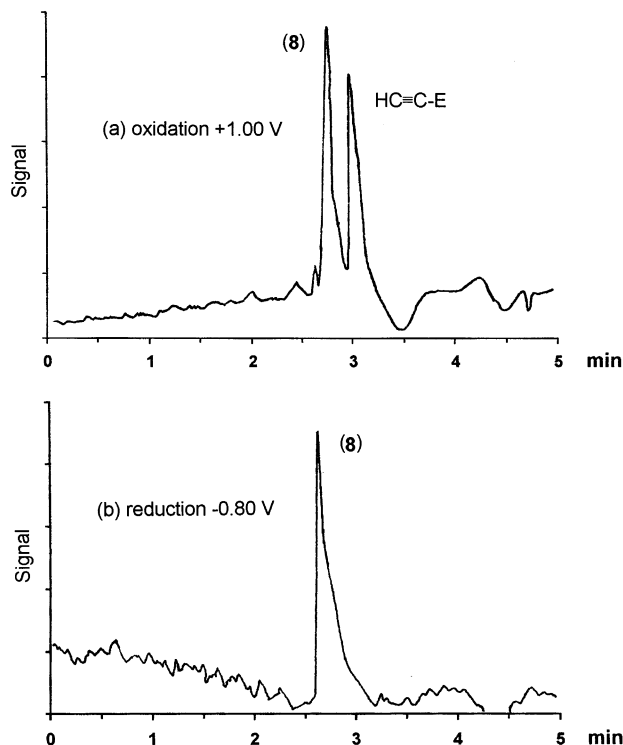 (8)
HC≡C-E
(a) oxidation +1.00 V
Signal
0 1 2 3 4 5 min
(8)
(b) reduction -0.80 V
Signal
0 1 2 3 4 5 min